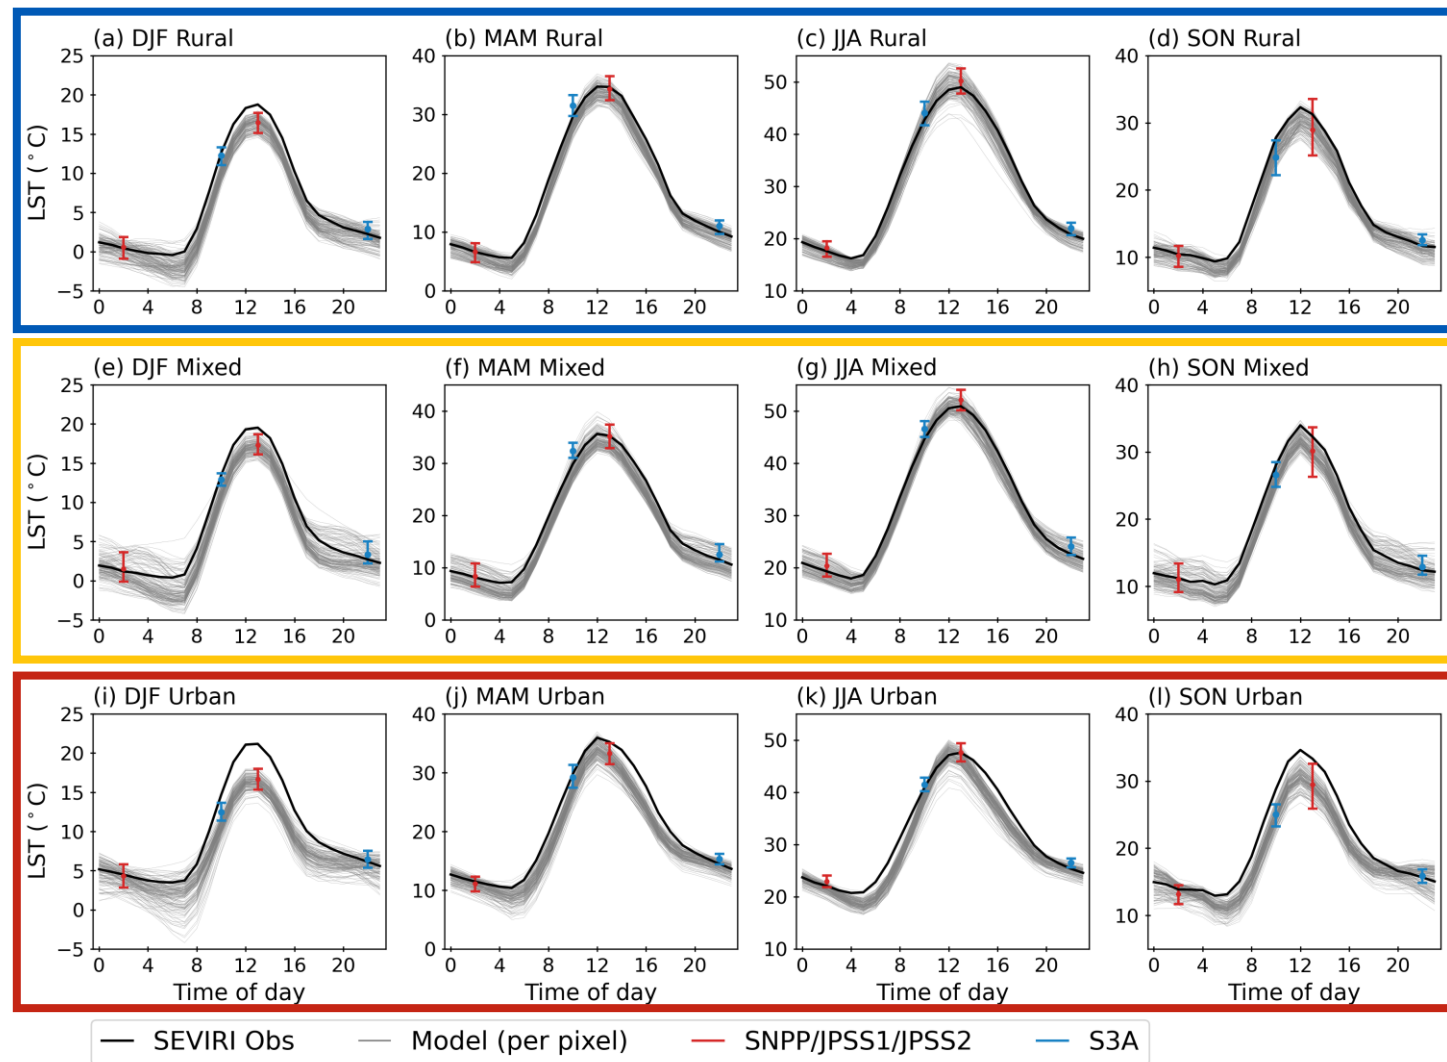 (a) DJF Rural
(b) MAM Rural
(c) JJA Rural
(d) SON Rural
LST (°C)
25
20
15
10
5
0
−5
0 4 8 12 16 20
40
30
20
10
0
0 4 8 12 16 20
50
40
30
20
10
0 4 8 12 16 20
40
30
20
10
0 4 8 12 16 20
(e) DJF Mixed
(f) MAM Mixed
(g) JJA Mixed
(h) SON Mixed
LST (°C)
25
20
15
10
5
0
−5
0 4 8 12 16 20
40
30
20
10
0
0 4 8 12 16 20
50
40
30
20
10
0 4 8 12 16 20
40
30
20
10
0 4 8 12 16 20
(i) DJF Urban
(j) MAM Urban
(k) JJA Urban
(l) SON Urban
LST (°C)
25
20
15
10
5
0
−5
0 4 8 12 16 20
Time of day
40
30
20
10
0
0 4 8 12 16 20
Time of day
50
40
30
20
10
0 4 8 12 16 20
Time of day
40
30
20
10
0 4 8 12 16 20
Time of day
SEVIRI Obs
Model (per pixel)
SNPP/JPSS1/JPSS2
S3A